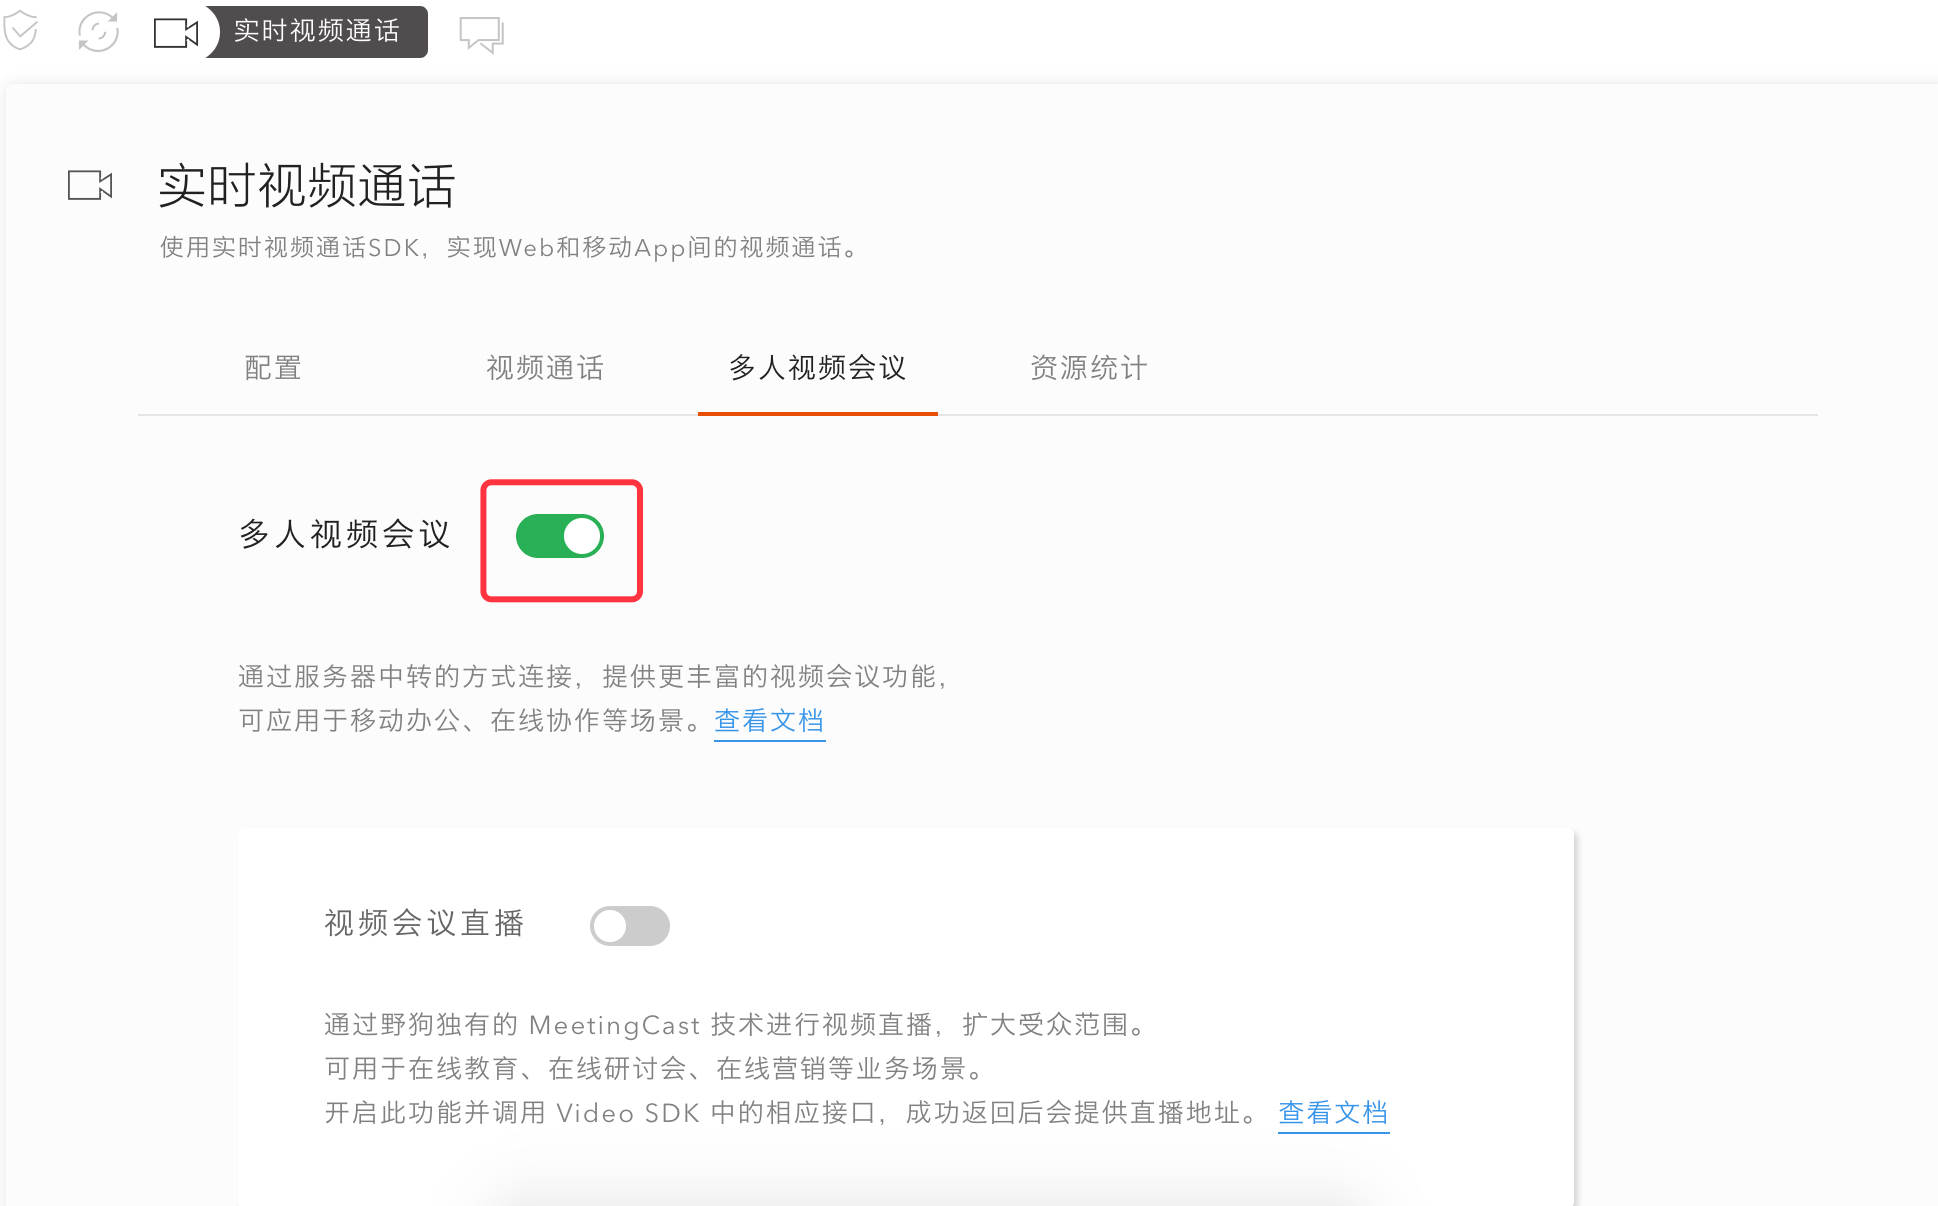 实时视频通话
实时视频通话
使用实时视频通话SDK，实现Web和移动App间的视频通话。
配置
视频通话
多人视频会议
资源统计
多人视频会议
通过服务器中转的方式连接，提供更丰富的视频会议功能，
可应用于移动办公、在线协作等场景。查看文档
视频会议直播
通过野狗独有的 MeetingCast 技术进行视频直播，扩大受众范围。
可用于在线教育、在线研讨会、在线营销等业务场景。
开启此功能并调用 Video SDK 中的相应接口，成功返回后会提供直播地址。 查看文档